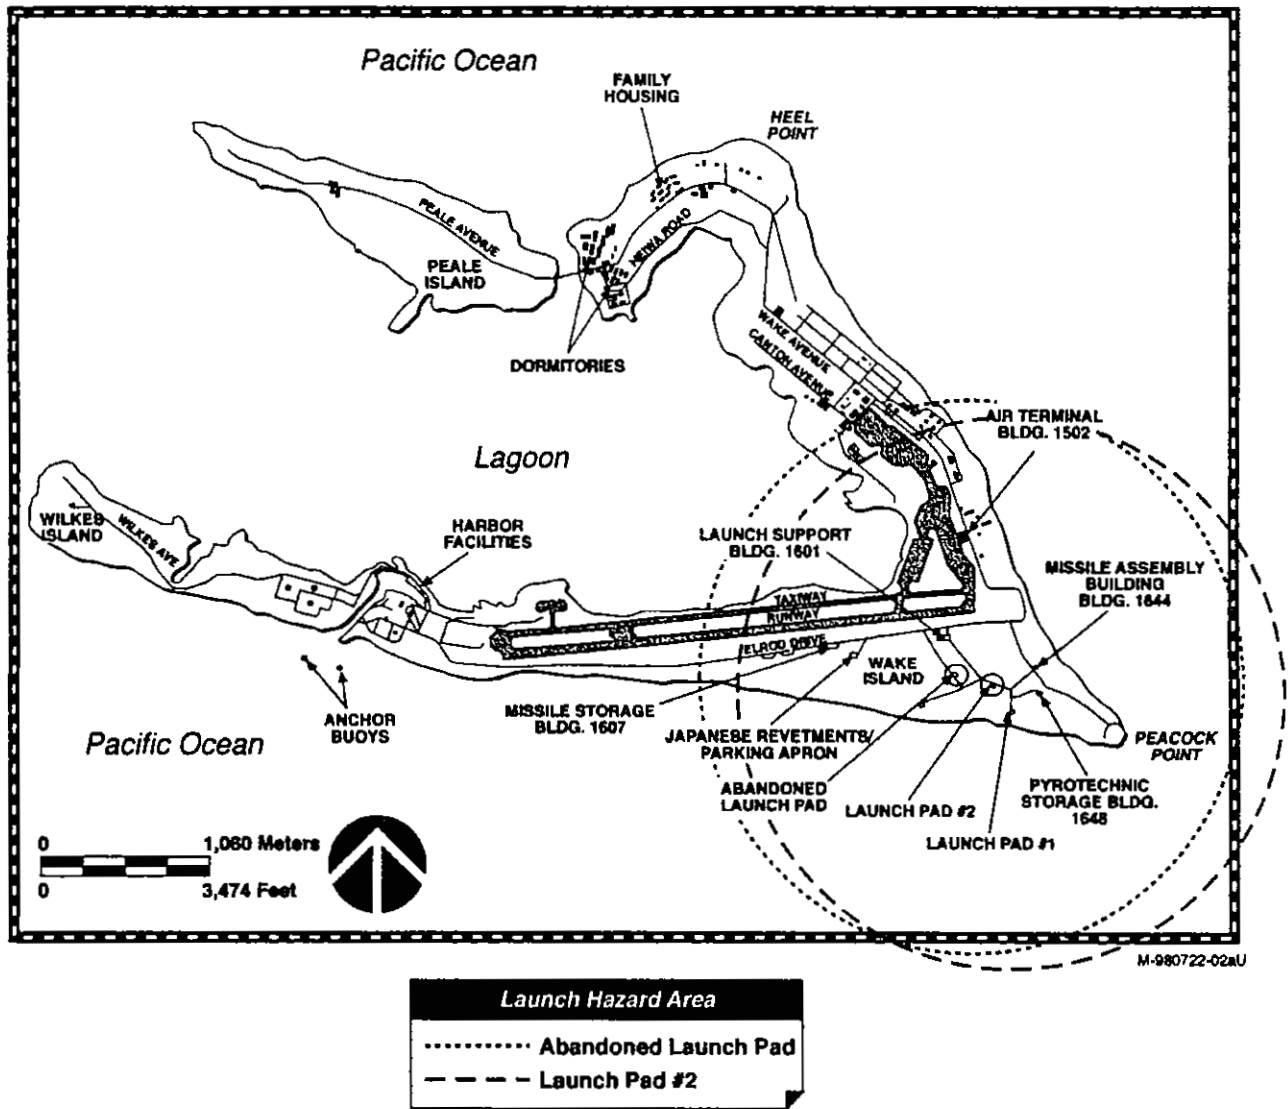 Pacific Ocean
FAMILY
HOUSING
HEEL
POINT
PEALE AVENUE
HEIWA ROAD
PEALE
ISLAND
DORMITORIES
WAKE AVENUE
CANTON AVENUE
AIR TERMINAL
BLDG. 1502
Lagoon
WILKES
ISLAND
WILKES AVE
HARBOR
FACILITIES
LAUNCH SUPPORT
BLDG. 1601
MISSILE ASSEMBLY
BUILDING
BLDG. 1644
TAXIWAY
RUNWAY
ELROD DRIVE
WAKE
ISLAND
ANCHOR
BUOYS
MISSILE STORAGE
BLDG. 1607
JAPANESE REVETMENTS/
PARKING APRON
PEACOCK
POINT
Pacific Ocean
ABANDONED
LAUNCH PAD
LAUNCH PAD #2
PYROTECHNIC
STORAGE BLDG.
1648
LAUNCH PAD #1
0 1,060 Meters
0 3,474 Feet
M-980722-02aU
Launch Hazard Area
Abandoned Launch Pad
Launch Pad #2